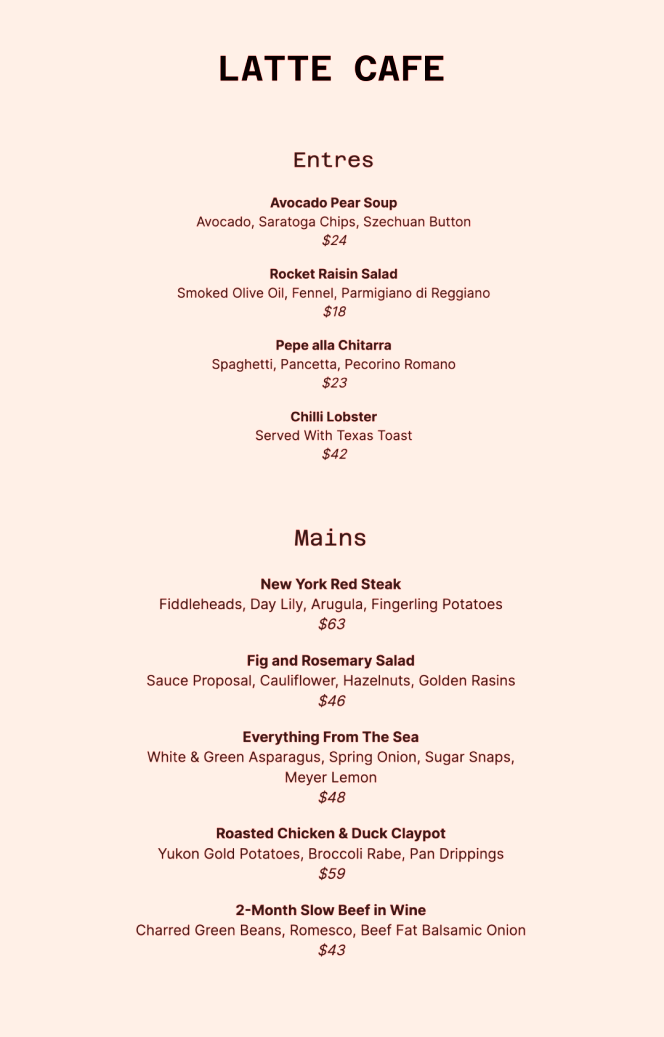 LATTE CAFE
Entres
Avocado Pear Soup
Avocado, Saratoga Chips, Szechuan Button
$24
Rocket Raisin Salad
Smoked Olive Oil, Fennel, Parmigiano di Reggiano
$18
Pepe alla Chitarra
Spaghetti, Pancetta, Pecorino Romano
$23
Chilli Lobster
Served With Texas Toast
$42
Mains
New York Red Steak
Fiddleheads, Day Lily, Arugula, Fingerling Potatoes
$63
Fig and Rosemary Salad
Sauce Proposal, Cauliflower, Hazelnuts, Golden Rasins
$46
Everything From The Sea
White & Green Asparagus, Spring Onion, Sugar Snaps,
Meyer Lemon
$48
Roasted Chicken & Duck Claypot
Yukon Gold Potatoes, Broccoli Rabe, Pan Drippings
$59
2-Month Slow Beef in Wine
Charred Green Beans, Romesco, Beef Fat Balsamic Onion
$43